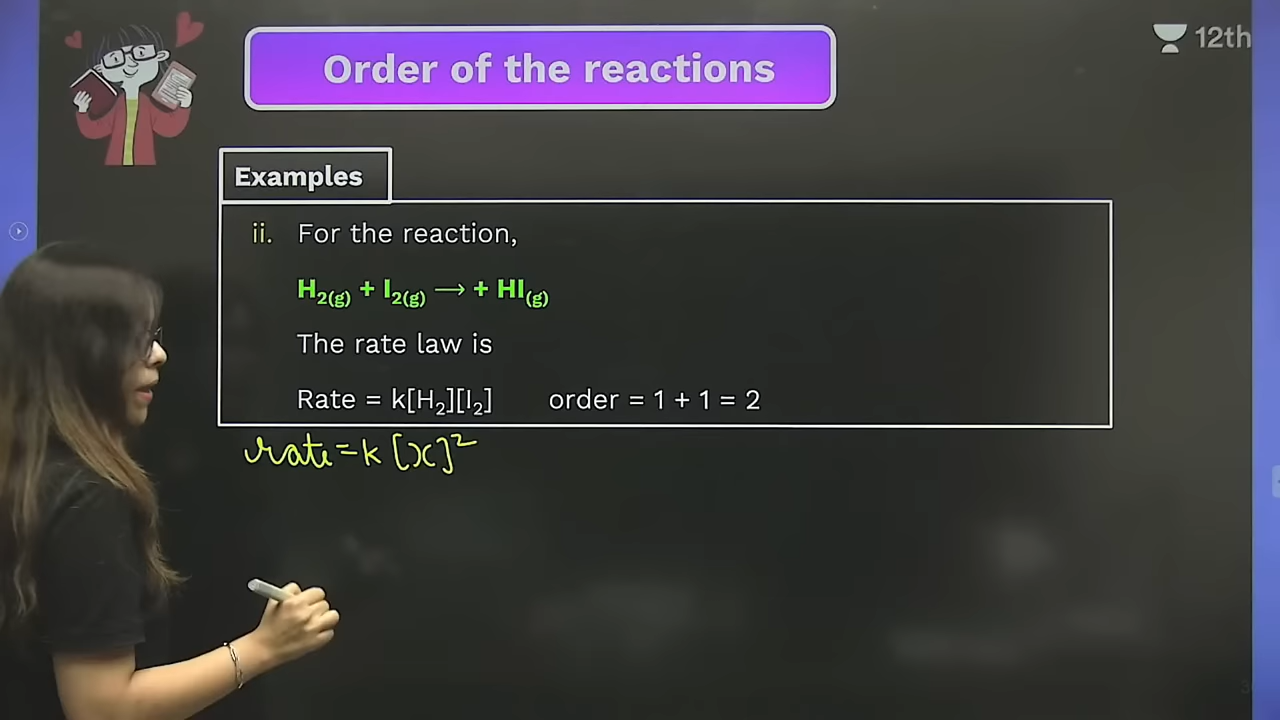 Order of the reactions
12th
Examples
ii. For the reaction,
H₂(g) + I₂(g) ⟶ + HI(g)
The rate law is
Rate = k[H₂][I₂] order = 1 + 1 = 2
rate = k [x]²